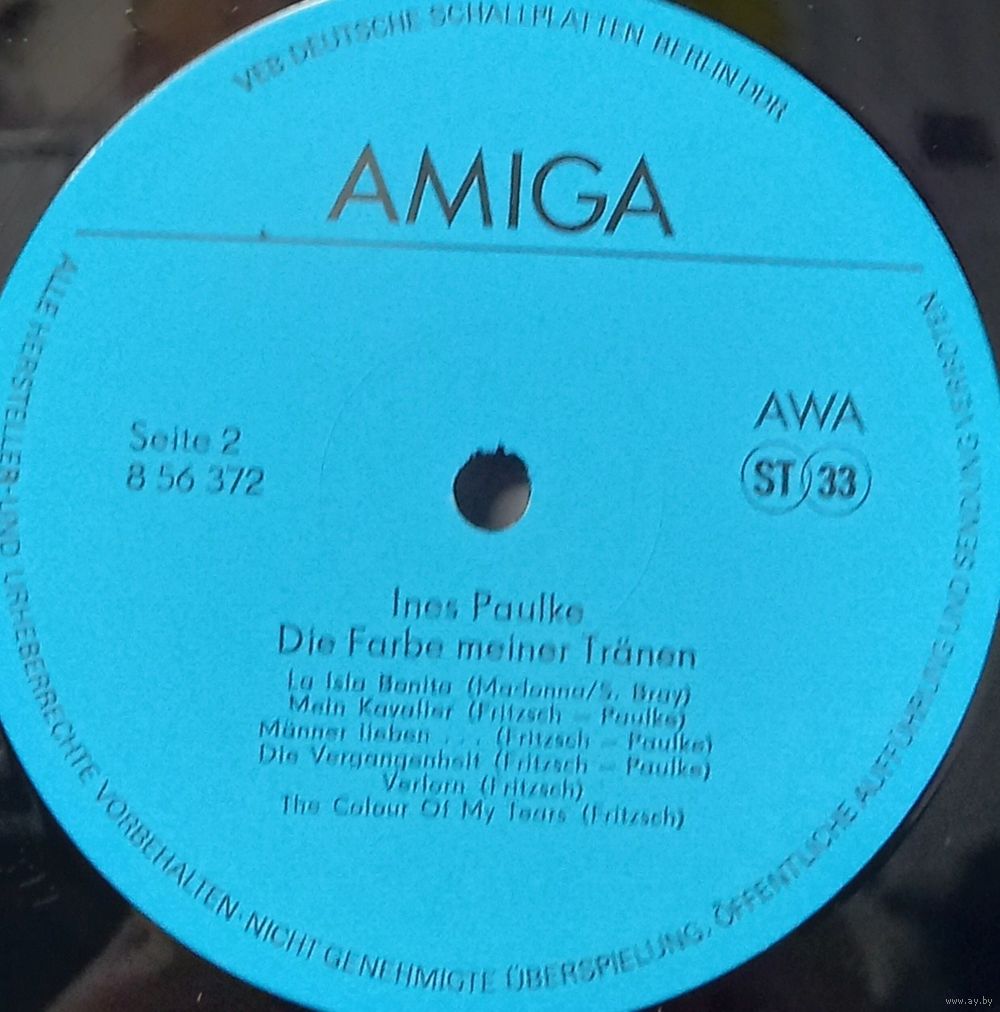 VEB DEUTSCHE SCHALLPLATTEN BERLIN·DDR
AMIGA
Seite 2
8 56 372
AWA
ST 33
Ines Paulke
Die Farbe meiner Tränen
La Isla Bonita (Madonna/S. Bray)
Mein Kavalier (Fritzsch – Paulke)
Männer lieben . . . (Fritzsch – Paulke)
Die Vergangenheit (Fritzsch – Paulke)
Verlorn (Fritzsch)
The Colour Of My Tears (Fritzsch)
ALLE HERSTELLER-UND URHEBERRECHTE VORBEHALTEN·NICHT GENEHMIGTE ÜBERSPIELUNG, ÖFFENTLICHE AUFFÜHRUNG UND SENDUNG VERBOTEN
www.ay.by